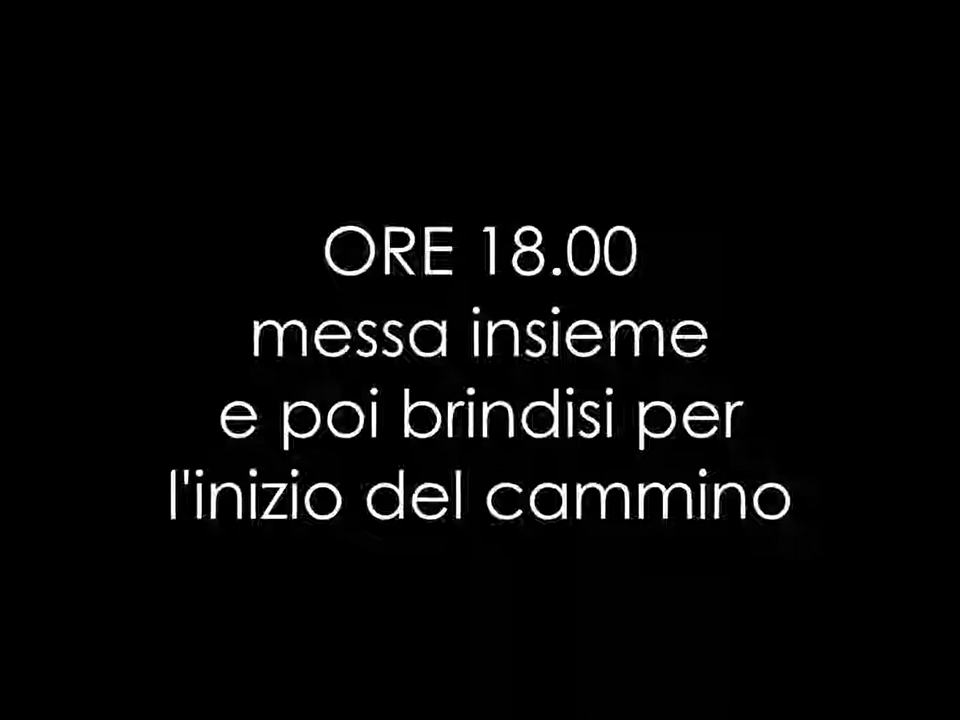 ORE 18.00
messa insieme
e poi brindisi per
l'inizio del cammino